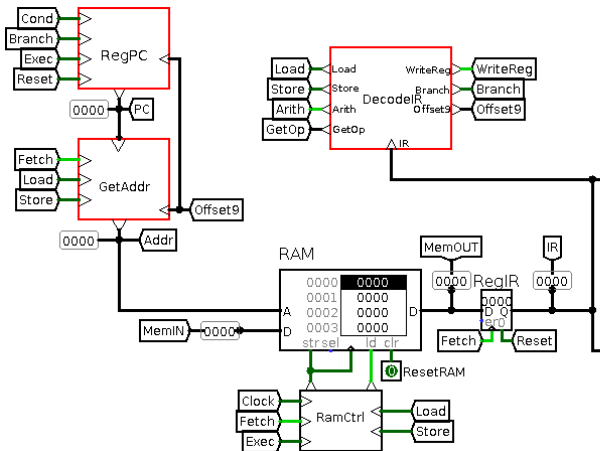 Cond
Branch
Exec
Reset
RegPC
0000
PC
Fetch
Load
Store
GetAddr
Offset9
0000
Addr
Load
Store
Arith
GetOp
Load
Store
Arith
GetOp
DecodeIR
WriteReg
Branch
Offset9
IR
WriteReg
Branch
Offset9
RAM
0000 0000
0001 0000
0002 0000
0003 0000
A
D
D
str sel ld clr
MemIN
0000
MemOUT
0000
RegIR
0000
D Q
en0
IR
0000
Fetch
Reset
0
ResetRAM
Clock
Fetch
Exec
RamCtrl
Load
Store